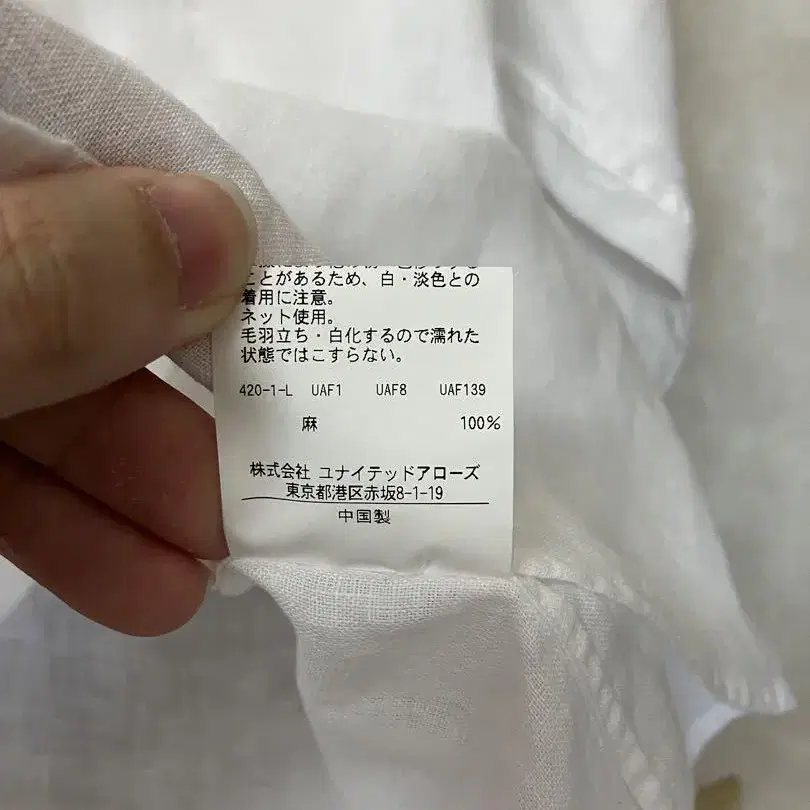 ことがあるため、白・淡色との
着用に注意。
ネット使用。
毛羽立ち・白化するので濡れた
状態ではこすらない。
420-1-L UAF1 UAF8 UAF139
麻 100%
株式会社 ユナイテッドアローズ
東京都港区赤坂8-1-19
中国製